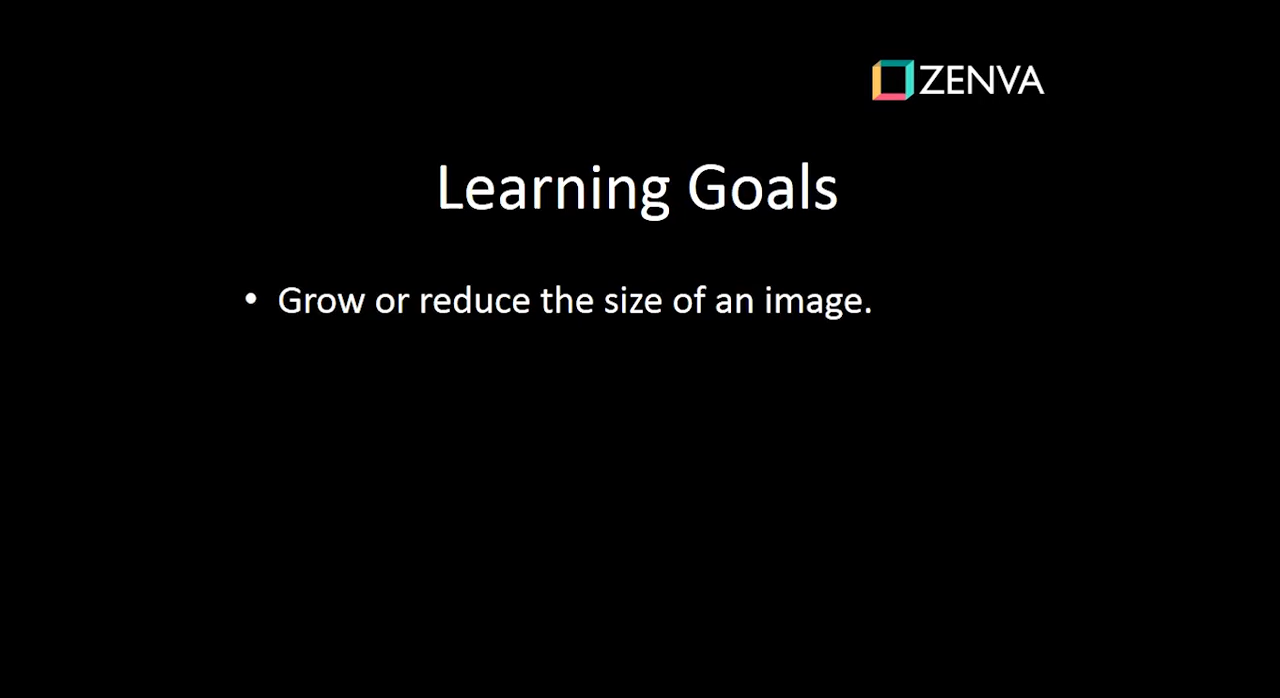 ZENVA
Learning Goals
• Grow or reduce the size of an image.